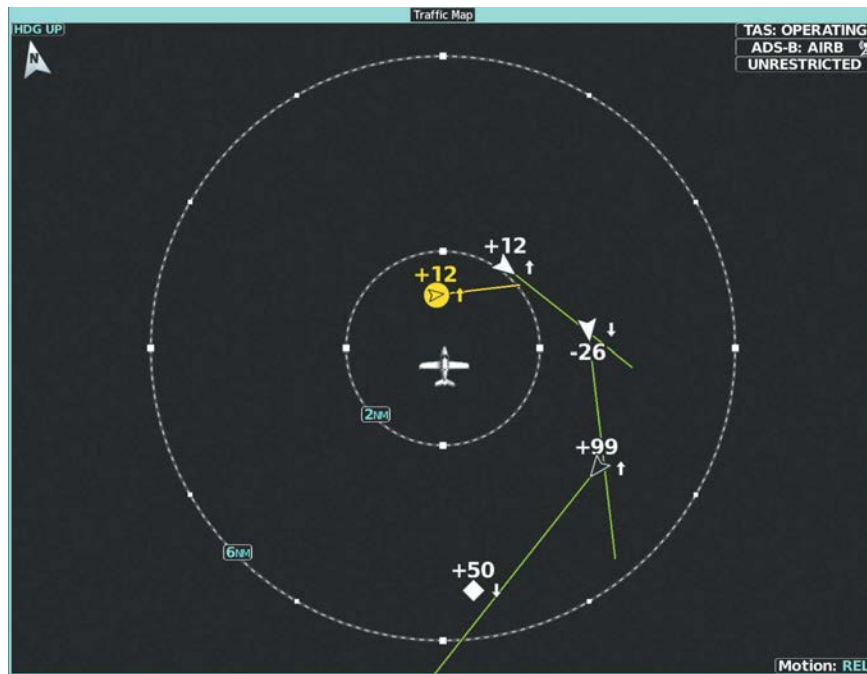 Traffic Map
HDG UP
N
TAS: OPERATING
ADS-B: AIRB
UNRESTRICTED
+12
+12
-26
2NM
+99
6NM
+50
Motion: REL